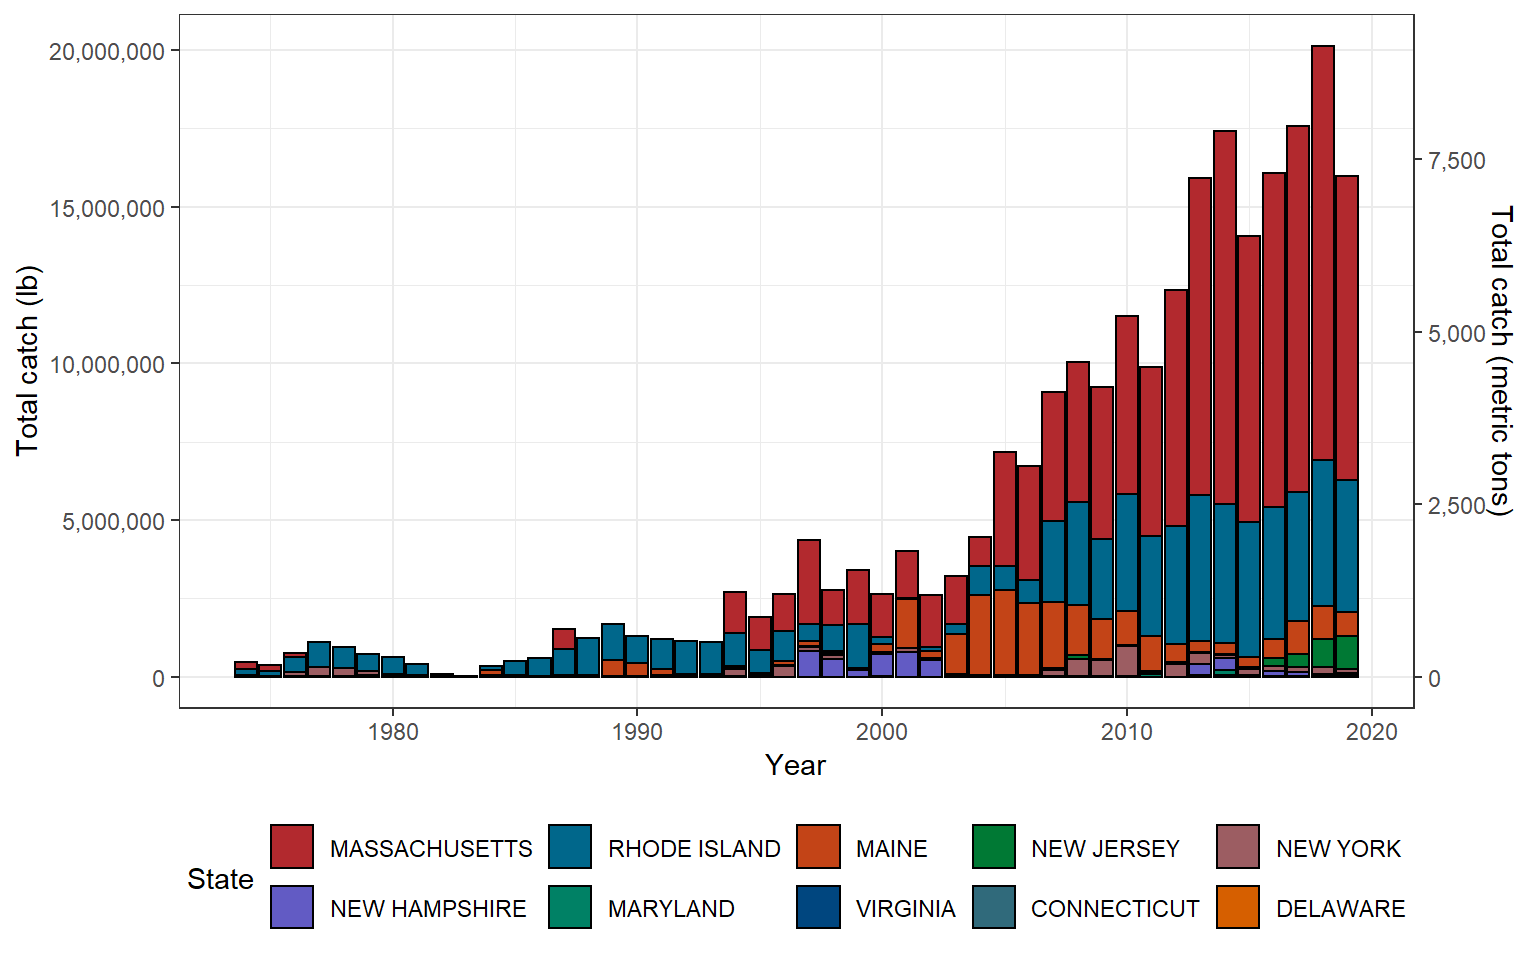 20,000,000
15,000,000
10,000,000
5,000,000
0
Total catch (lb)
7,500
5,000
2,500
0
Total catch (metric tons)
1980 1990 2000 2010 2020
Year
State
MASSACHUSETTS RHODE ISLAND MAINE NEW JERSEY NEW YORK
NEW HAMPSHIRE MARYLAND VIRGINIA CONNECTICUT DELAWARE